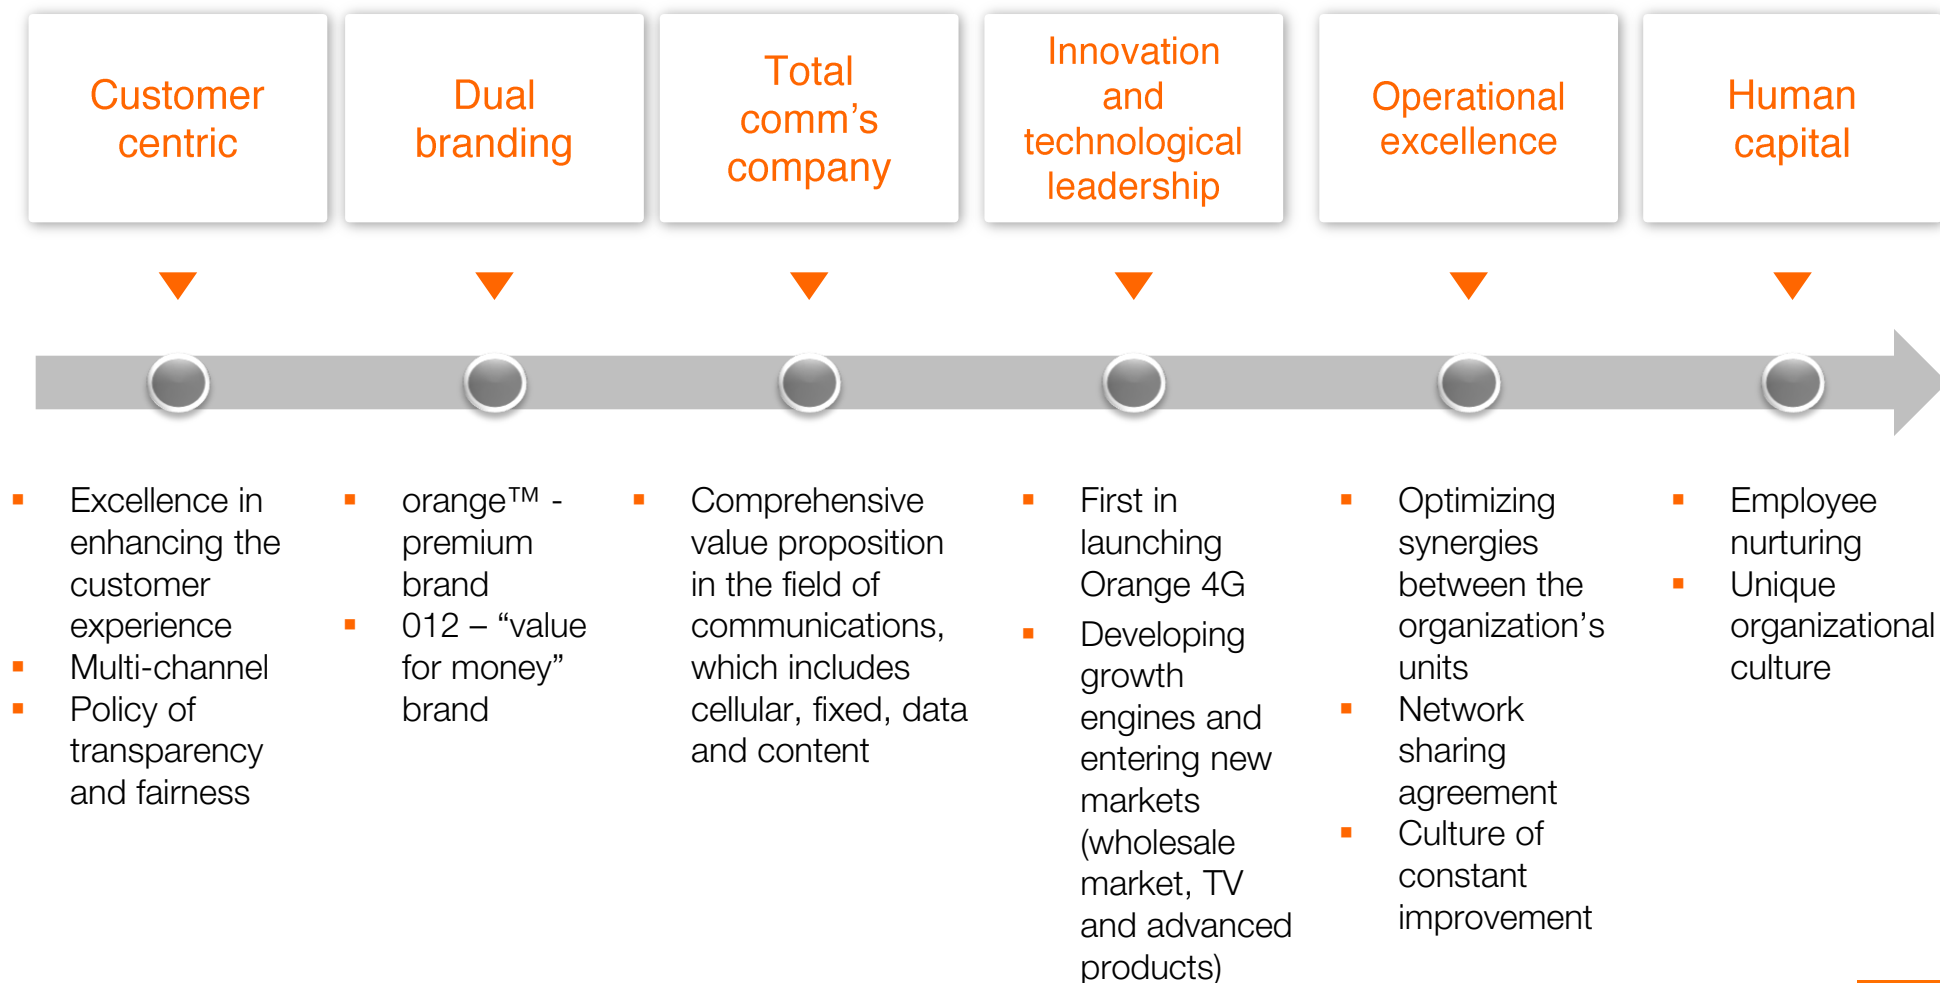 Customer
centric
Dual
branding
Total
comm’s
company
Innovation
and
technological
leadership
Operational
excellence
Human
capital
Excellence in
enhancing the
customer
experience
Multi-channel
Policy of
transparency
and fairness
orange™ -
premium
brand
012 – “value
for money”
brand
Comprehensive
value proposition
in the field of
communications,
which includes
cellular, fixed, data
and content
First in
launching
Orange 4G
Developing
growth
engines and
entering new
markets
(wholesale
market, TV
and advanced
products)
Optimizing
synergies
between the
organization’s
units
Network
sharing
agreement
Culture of
constant
improvement
Employee
nurturing
Unique
organizational
culture